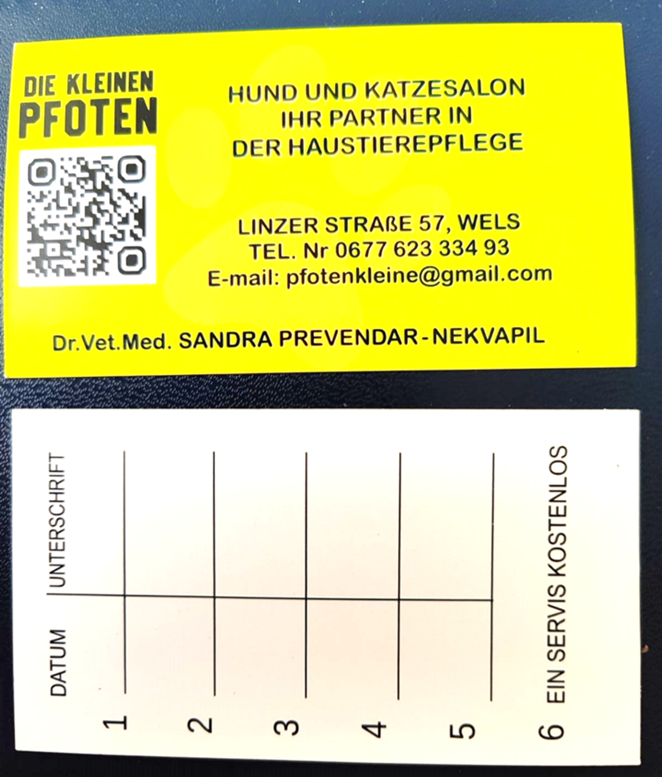 DIE KLEINEN
PFOTEN
HUND UND KATZESALON
IHR PARTNER IN
DER HAUSTIEREPFLEGE
LINZER STRAßE 57, WELS
TEL. Nr 0677 623 334 93
E-mail: pfotenkleine@gmail.com
Dr.Vet.Med. SANDRA PREVENDAR-NEKVAPIL
DATUM UNTERSCHRIFT
1
2
3
4
5
6 EIN SERVIS KOSTENLOS